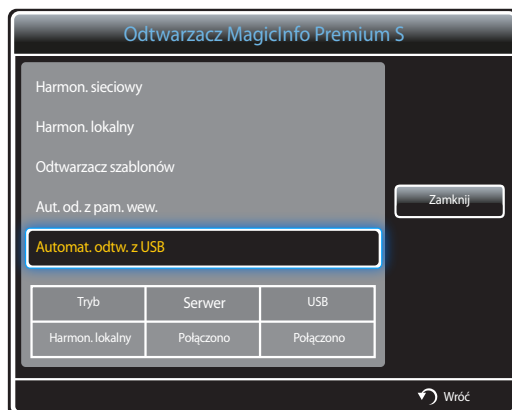 Odtwarzacz MagicInfo Premium S
Harmon. sieciowy
Harmon. lokalny
Odtwarzacz szablonów
Aut. od. z pam. wew.
Zamknij
Automat. odtw. z USB
Tryb Serwer USB
Harmon. lokalny Połączono Połączono
Wróć